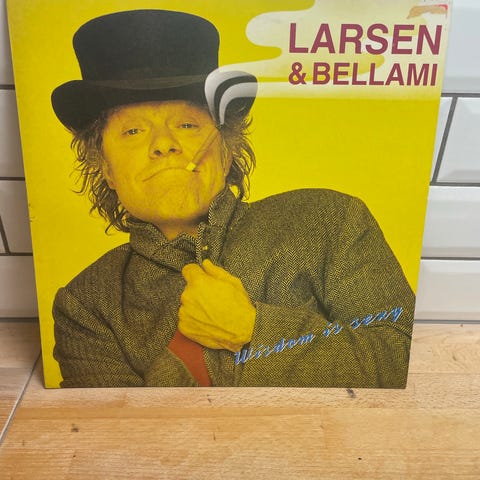 LARSEN
& BELLAMI
Wisdom is sexy